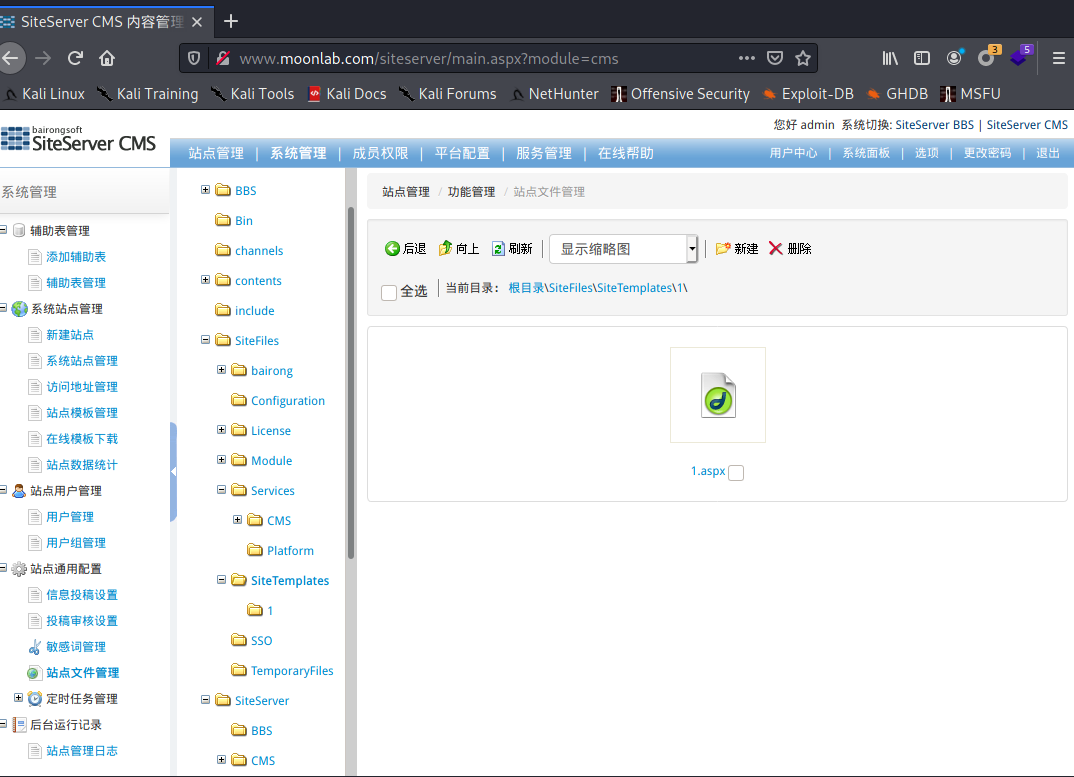 SiteServer CMS 内容管理
www.moonlab.com/siteserver/main.aspx?module=cms
3
5
Kali Linux Kali Training Kali Tools Kali Docs Kali Forums NetHunter Offensive Security Exploit-DB GHDB MSFU
bairongsoft
SiteServer CMS
您好 admin 系统切换: SiteServer BBS | SiteServer CMS
站点管理 | 系统管理 | 成员权限 | 平台配置 | 服务管理 | 在线帮助
用户中心 | 系统面板 | 选项 | 更改密码 | 退出
系统管理
辅助表管理
添加辅助表
辅助表管理
系统站点管理
新建站点
系统站点管理
访问地址管理
站点模板管理
在线模板下载
站点数据统计
站点用户管理
用户管理
用户组管理
站点通用配置
信息投稿设置
投稿审核设置
敏感词管理
站点文件管理
定时任务管理
后台运行记录
站点管理日志
BBS
Bin
channels
contents
include
SiteFiles
bairong
Configuration
License
Module
Services
CMS
Platform
SiteTemplates
1
SSO
TemporaryFiles
SiteServer
BBS
CMS
站点管理 / 功能管理 / 站点文件管理
后退 向上 刷新 | 显示缩略图 | 新建 删除
全选 | 当前目录： 根目录\SiteFiles\SiteTemplates\1\
1.aspx